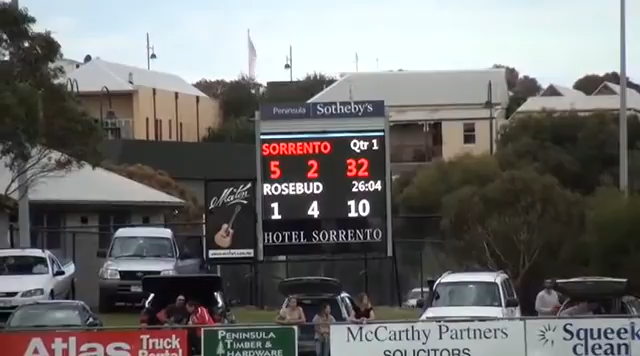 Peninsula Sotheby's
SORRENTO Qtr 1
5 2 32
ROSEBUD 26:04
1 4 10
HOTEL SORRENTO
Maton
Atlas Truck
Rental
PENINSULA
TIMBER &
HARDWARE
McCarthy Partners
SOLICITORS
Squeek
clean